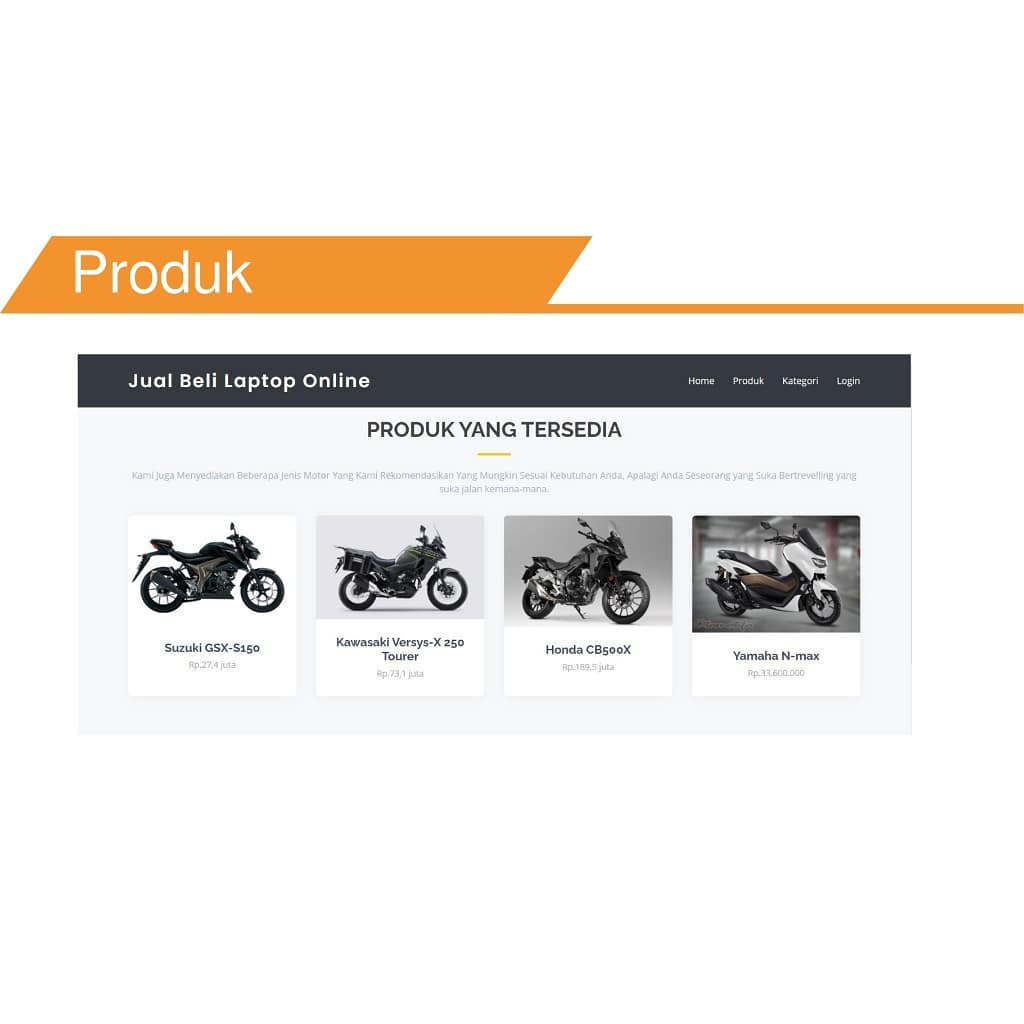 Produk
Jual Beli Laptop Online
Home Produk Kategori Login
PRODUK YANG TERSEDIA
Kami Juga Menyediakan Beberapa Jenis Motor Yang Kami Rekomendasikan Yang Mungkin Sesuai Kebutuhan Anda, Apalagi Anda Seseorang yang Suka Bertrevelling yang
suka jalan kemana-mana.
Suzuki GSX-S150
Rp.27,4 juta
Kawasaki Versys-X 250
Tourer
Rp.73,1 juta
Honda CB500X
Rp.189,5 juta
Yamaha N-max
Rp.33.600.000